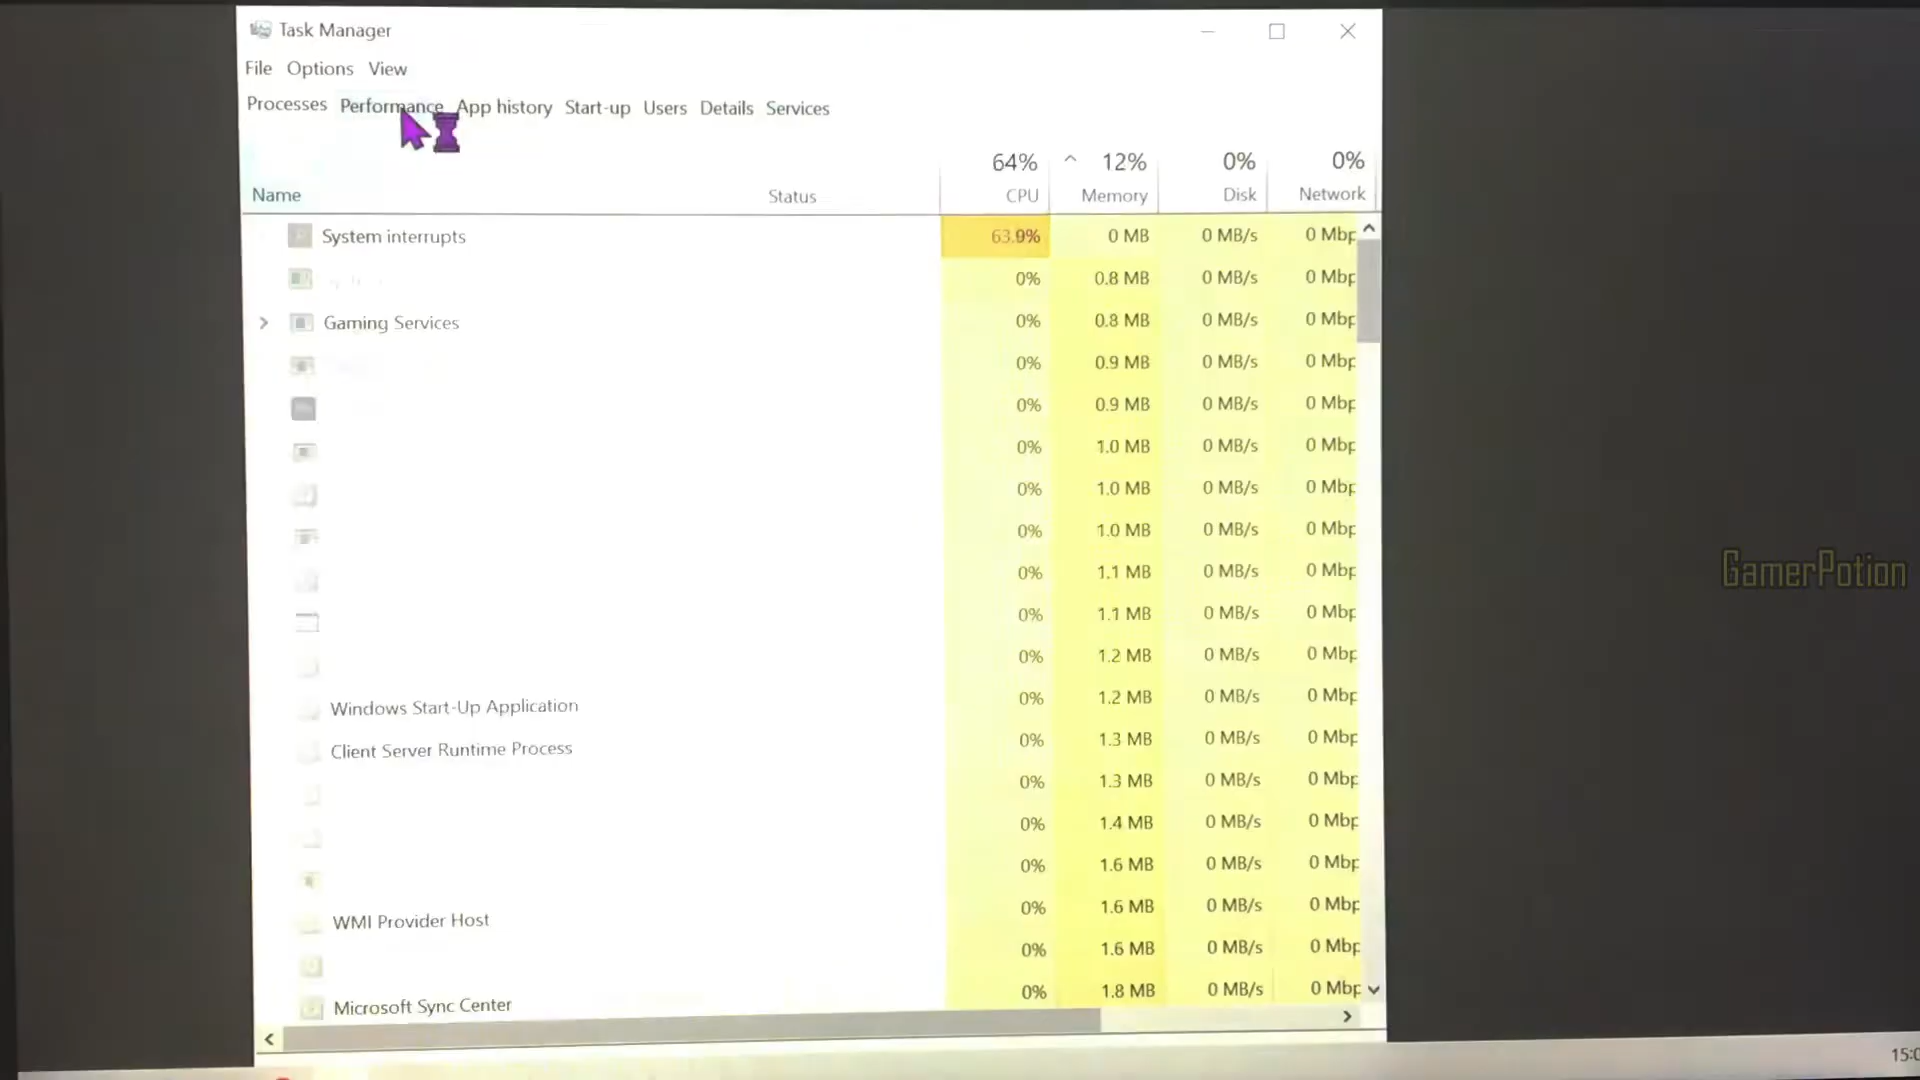 Task Manager
File Options View
Processes Performance App history Start-up Users Details Services
64% 12% 0% 0%
Name Status CPU Memory Disk Network
System interrupts 63.9% 0 MB 0 MB/s 0 Mbp
0% 0.8 MB 0 MB/s 0 Mbp
Gaming Services 0% 0.8 MB 0 MB/s 0 Mbp
0% 0.9 MB 0 MB/s 0 Mbp
0% 0.9 MB 0 MB/s 0 Mbp
0% 1.0 MB 0 MB/s 0 Mbp
0% 1.0 MB 0 MB/s 0 Mbp
0% 1.0 MB 0 MB/s 0 Mbp
0% 1.1 MB 0 MB/s 0 Mbp
GamerPotion
0% 1.1 MB 0 MB/s 0 Mbp
0% 1.2 MB 0 MB/s 0 Mbp
Windows Start-Up Application 0% 1.2 MB 0 MB/s 0 Mbp
Client Server Runtime Process 0% 1.3 MB 0 MB/s 0 Mbp
0% 1.3 MB 0 MB/s 0 Mbp
0% 1.4 MB 0 MB/s 0 Mbp
0% 1.6 MB 0 MB/s 0 Mbp
WMI Provider Host 0% 1.6 MB 0 MB/s 0 Mbp
0% 1.6 MB 0 MB/s 0 Mbp
Microsoft Sync Center 0% 1.8 MB 0 MB/s 0 Mbp
15:0